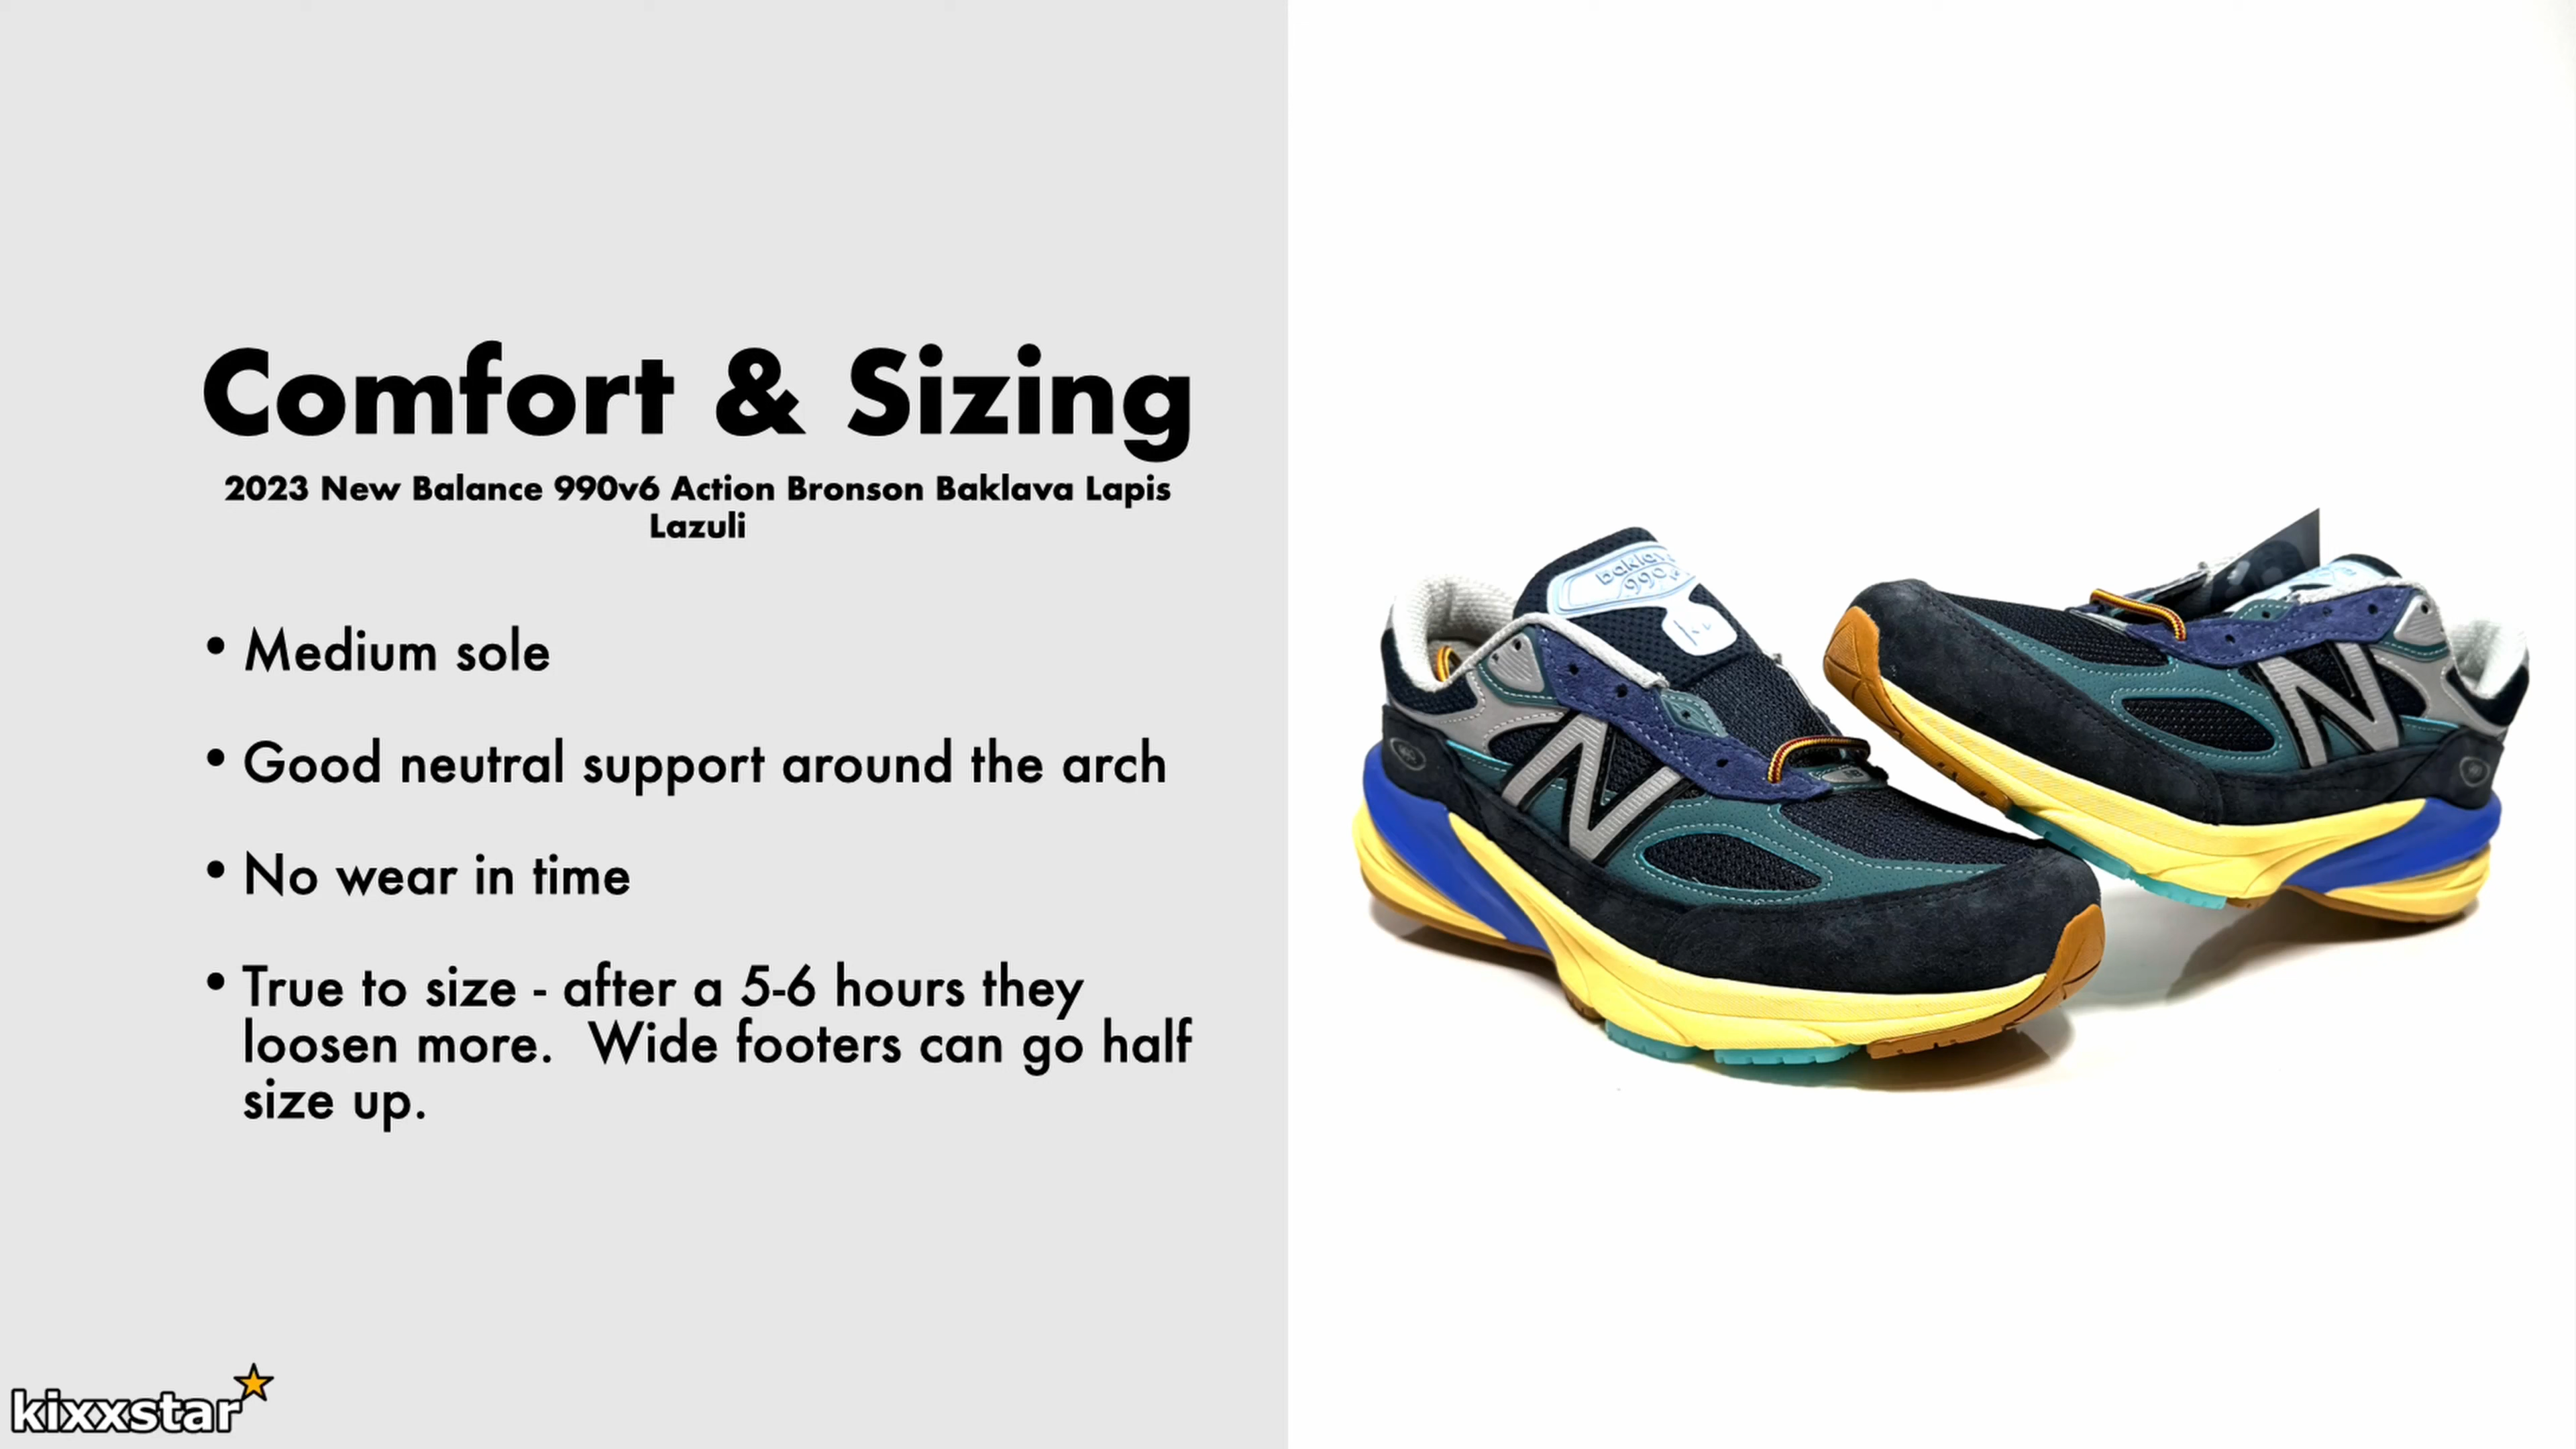 Comfort & Sizing
2023 New Balance 990v6 Action Bronson Baklava Lapis
Lazuli
• Medium sole
• Good neutral support around the arch
• No wear in time
• True to size - after a 5-6 hours they
loosen more.  Wide footers can go half
size up.
baklava
990
N
N
kixxstar